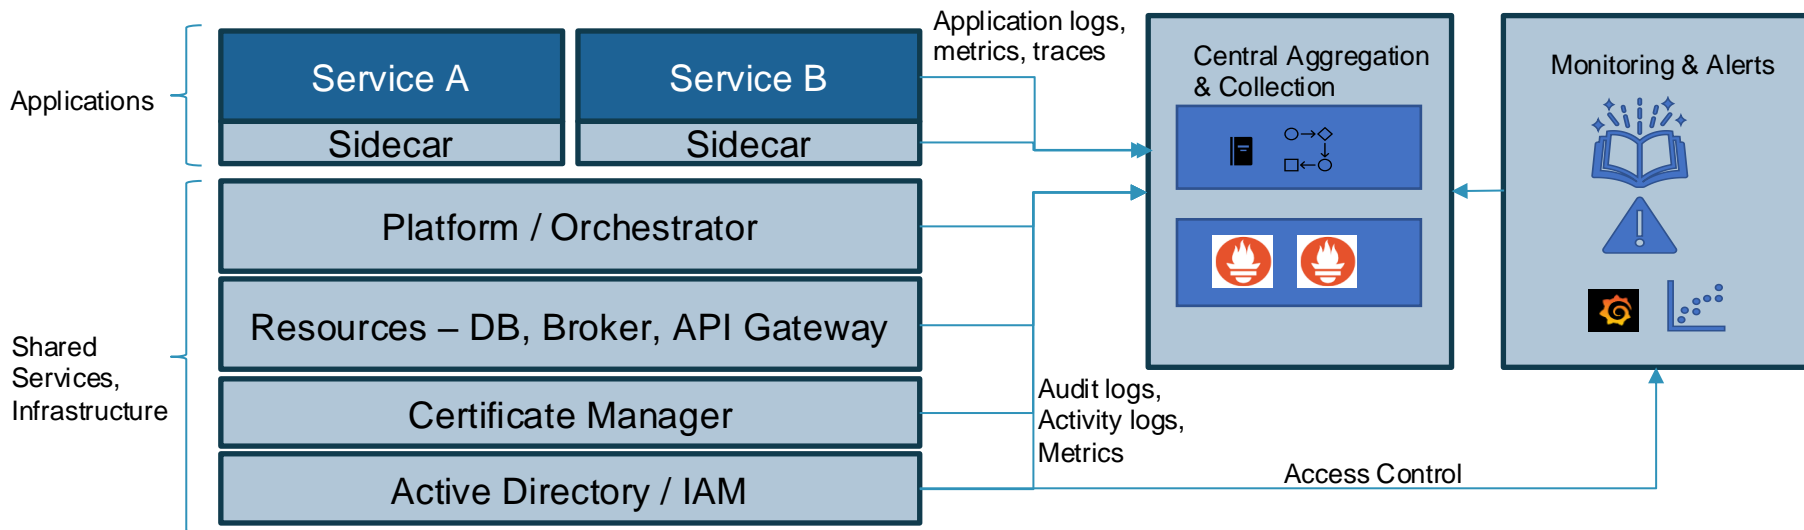 Applications
Service A
Sidecar
Service B
Sidecar
Application logs,
metrics, traces
Central Aggregation
& Collection
Monitoring & Alerts
Shared
Services,
Infrastructure
Platform / Orchestrator
Resources – DB, Broker, API Gateway
Certificate Manager
Active Directory / IAM
Audit logs,
Activity logs,
Metrics
Access Control